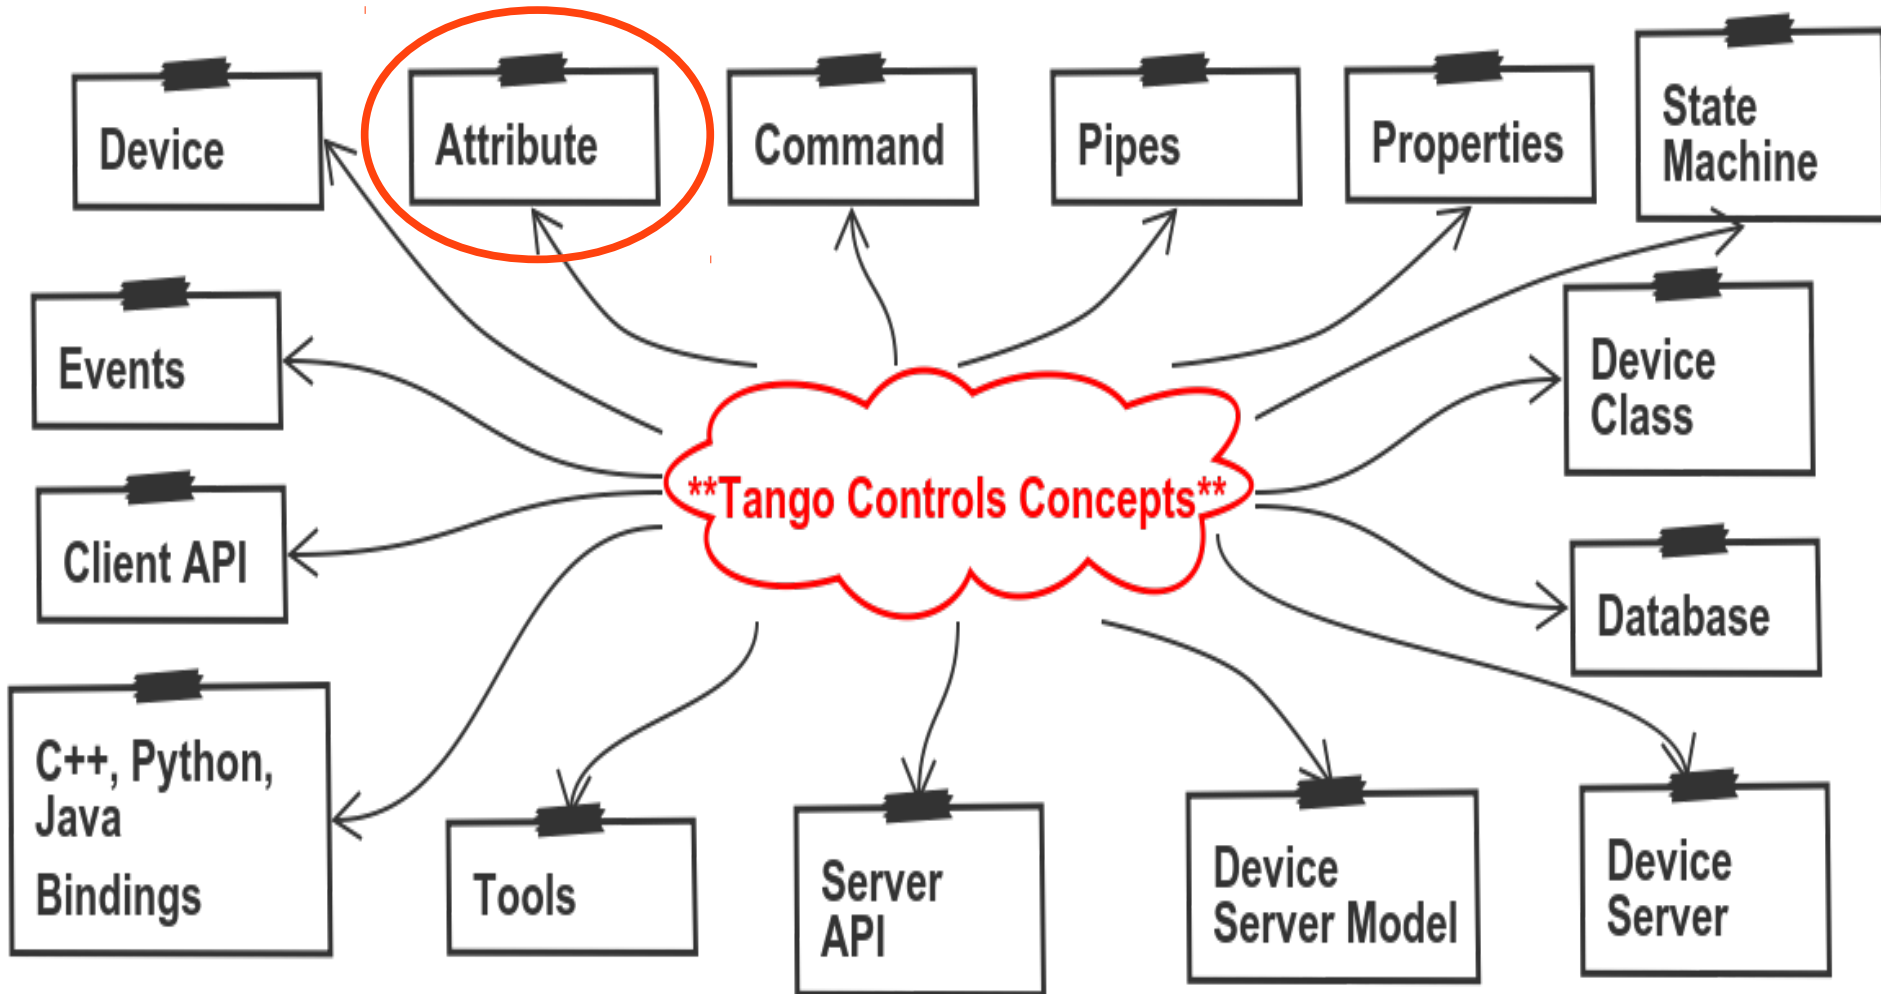 Device
Attribute
Command
Pipes
Properties
State
Machine
Events
Device
Class
**Tango Controls Concepts**
Client API
Database
C++, Python,
Java
Bindings
Tools
Server
API
Device
Server Model
Device
Server